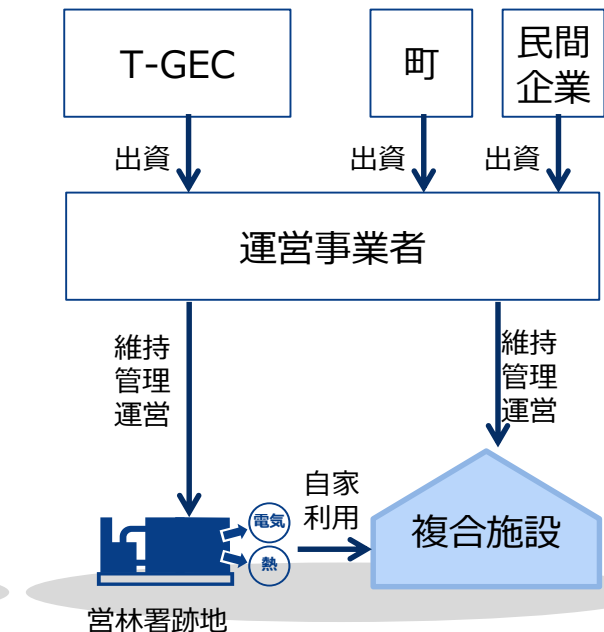 T-GEC
町
民間
企業
出資
出資
出資
運営事業者
維持
管理
運営
維持
管理
運営
電気
熱
自家
利用
複合施設
営林署跡地